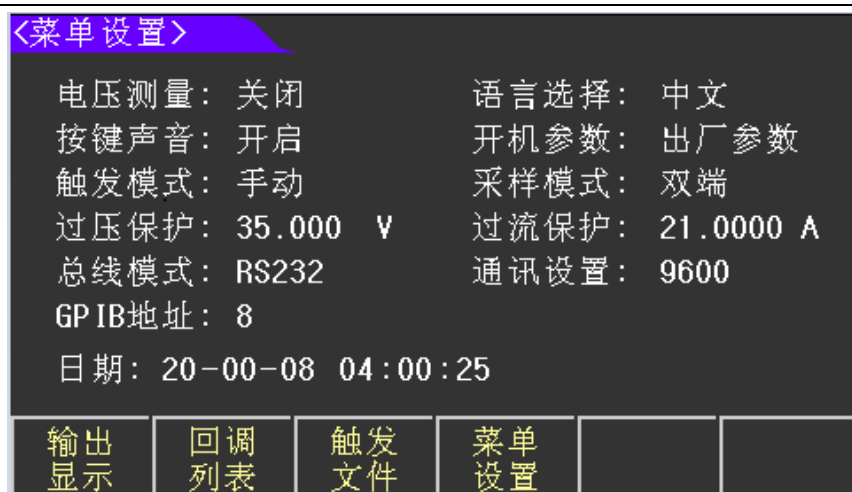 <菜单设置>
电压测量: 关闭 语言选择: 中文
按键声音: 开启 开机参数: 出厂参数
触发模式: 手动 采样模式: 双端
过压保护: 35.000 V 过流保护: 21.0000 A
总线模式: RS232 通讯设置: 9600
GPIB地址: 8
日期: 20-00-08 04:00:25
输出 回调 触发 菜单
显示 列表 文件 设置